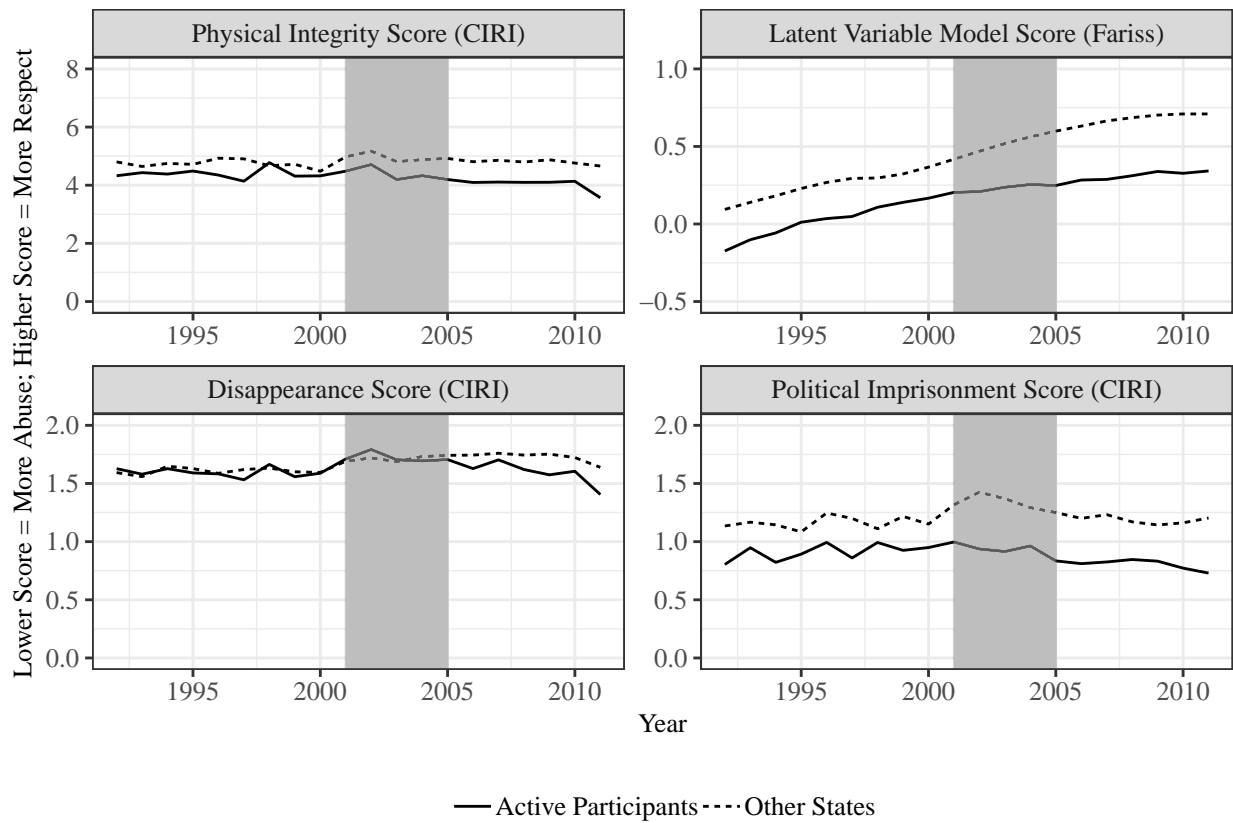 Lower Score = More Abuse; Higher Score = More Respect
Physical Integrity Score (CIRI)
8
6
4
2
0
1995 2000 2005 2010
Latent Variable Model Score (Fariss)
1.0
0.5
0.0
−0.5
1995 2000 2005 2010
Disappearance Score (CIRI)
2.0
1.5
1.0
0.5
0.0
1995 2000 2005 2010
Political Imprisonment Score (CIRI)
2.0
1.5
1.0
0.5
0.0
1995 2000 2005 2010
Year
Active Participants Other States